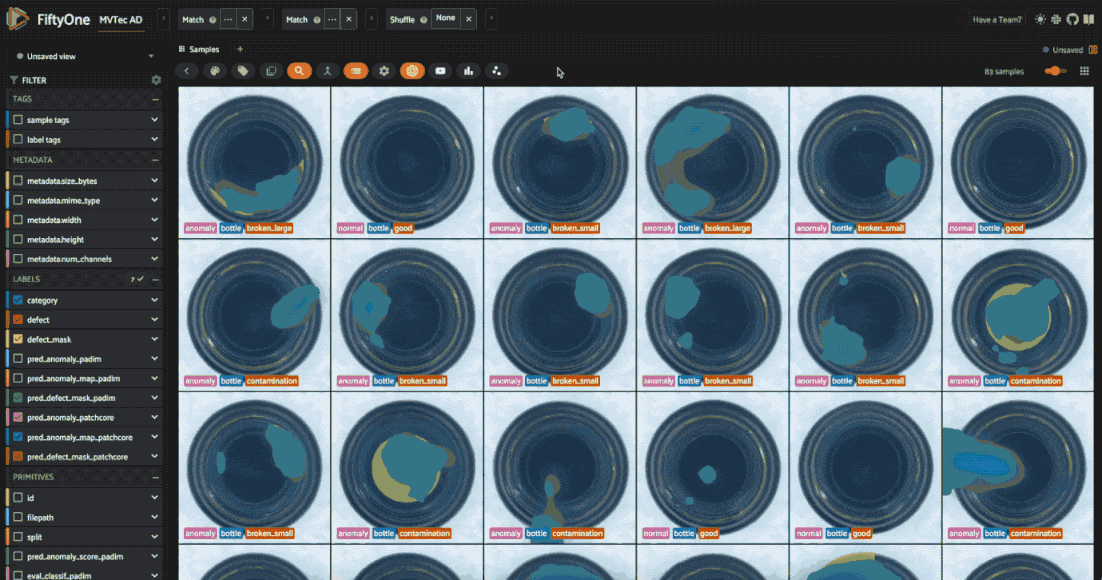 FiftyOne MVTec AD Match Match Shuffle None Have a Team?
Unsaved view Samples + Unsaved
FILTER 83 samples
TAGS
sample tags
label tags
METADATA
metadata.size_bytes
metadata.mime_type
metadata.width
metadata.height
metadata.num_channels
LABELS 7
category
defect
defect_mask
pred_anomaly_padim
pred_anomaly_map_padim
pred_defect_mask_padim
pred_anomaly_patchcore
pred_anomaly_map_patchcore
pred_defect_mask_patchcore
PRIMITIVES
id
filepath
split
pred_anomaly_score_padim
eval_classif_padim
anomaly bottle broken_large normal bottle good anomaly bottle broken_small anomaly bottle broken_large anomaly bottle broken_small normal bottle good
anomaly bottle contamination anomaly bottle broken_small anomaly bottle broken_small anomaly bottle broken_small anomaly bottle broken_small anomaly bottle contamination
anomaly bottle broken_small anomaly bottle contamination anomaly bottle contamination normal bottle good normal bottle good anomaly bottle contamination